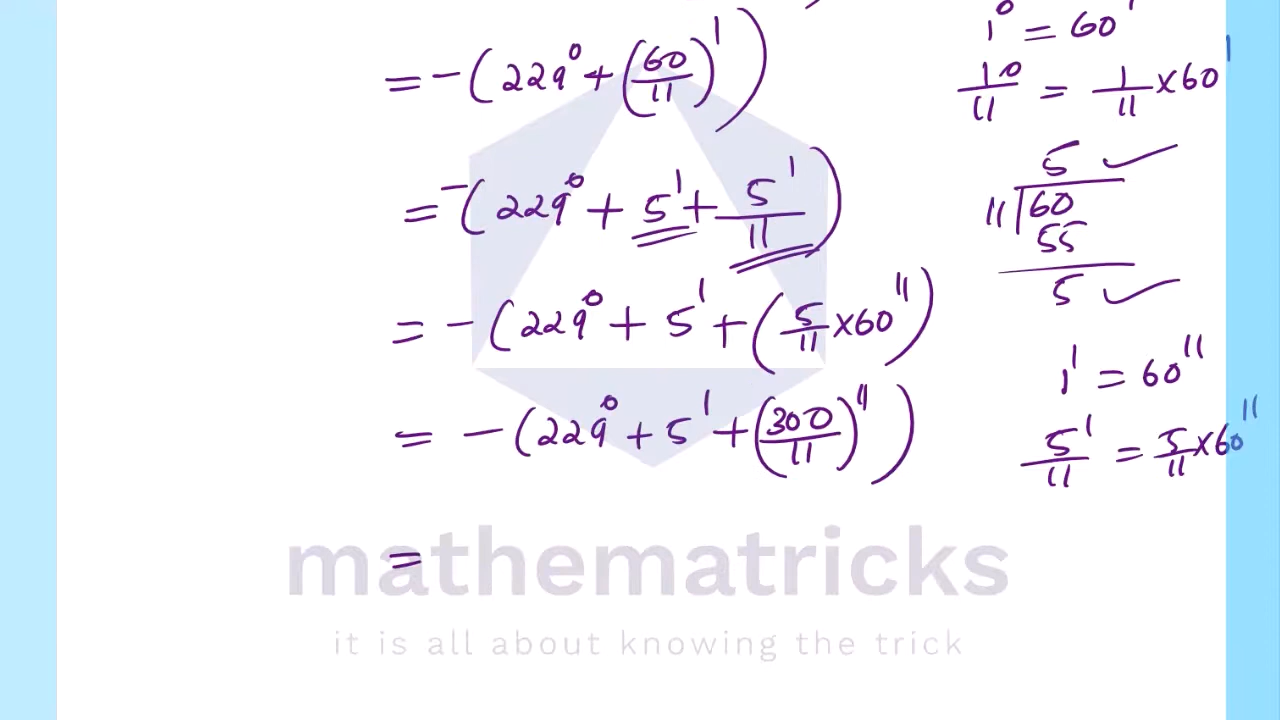 = -(229° + (60/11)')
= -(229° + 5' + 5'/11)
= -(229° + 5' + (5/11 × 60'')
= -(229° + 5' + (300/11)'')
=
1° = 60'
1°/11 = 1/11 × 60'
5 ✓
11 | 60
55
5 ✓
1' = 60''
5'/11 = 5/11 × 60''
mathematricks
it is all about knowing the trick